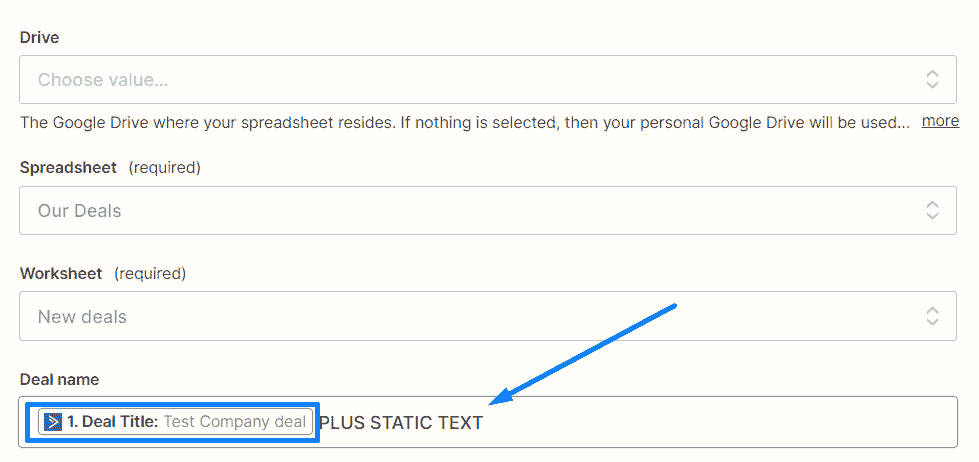 Drive
Choose value...
The Google Drive where your spreadsheet resides. If nothing is selected, then your personal Google Drive will be used... more
Spreadsheet (required)
Our Deals
Worksheet (required)
New deals
Deal name
1. Deal Title: Test Company deal PLUS STATIC TEXT